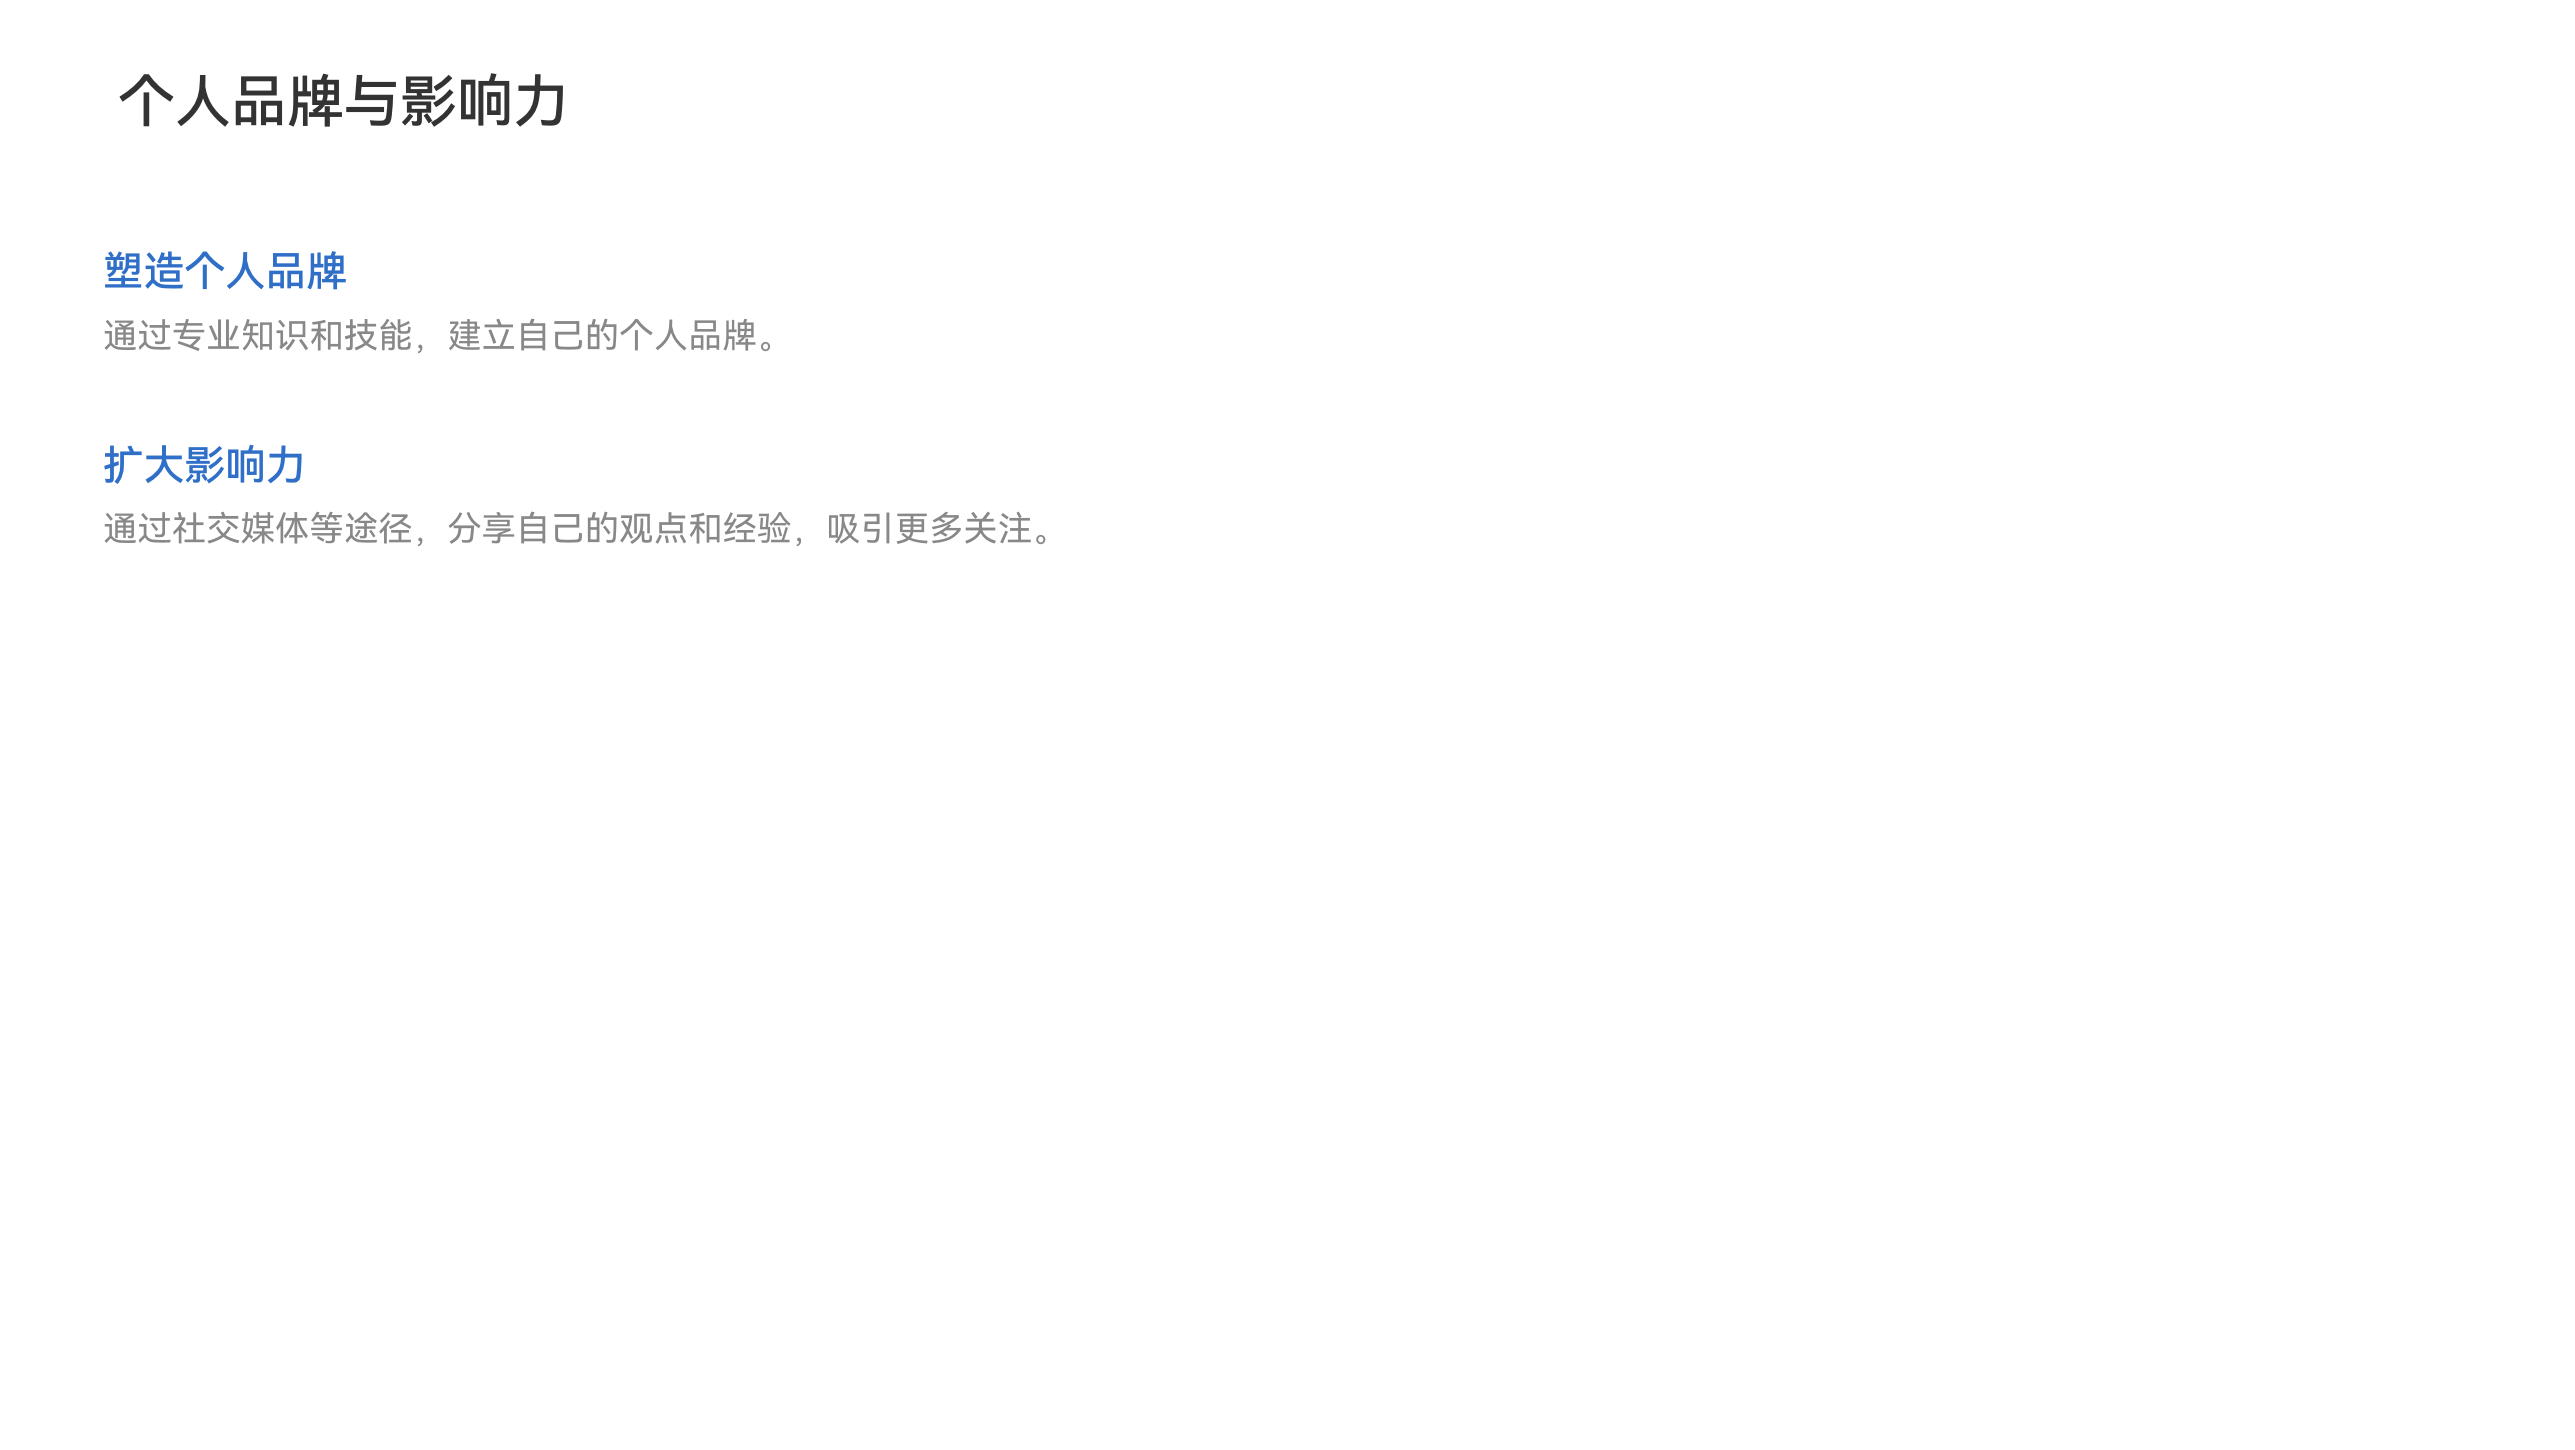 个人品牌与影响力
塑造个人品牌
通过专业知识和技能，建立自己的个人品牌。
扩大影响力
通过社交媒体等途径，分享自己的观点和经验，吸引更多关注。